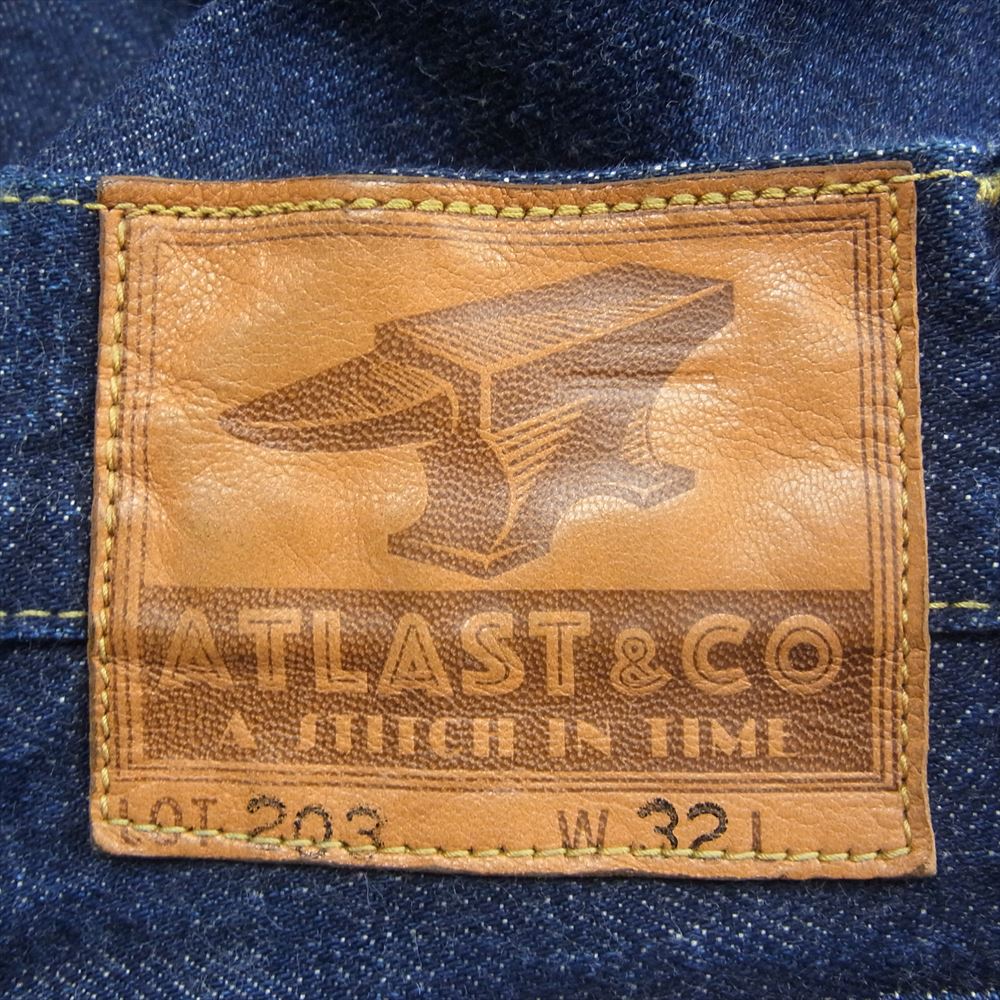 ATLAST & CO
A STITCH IN TIME
LOT 203 W 32 L